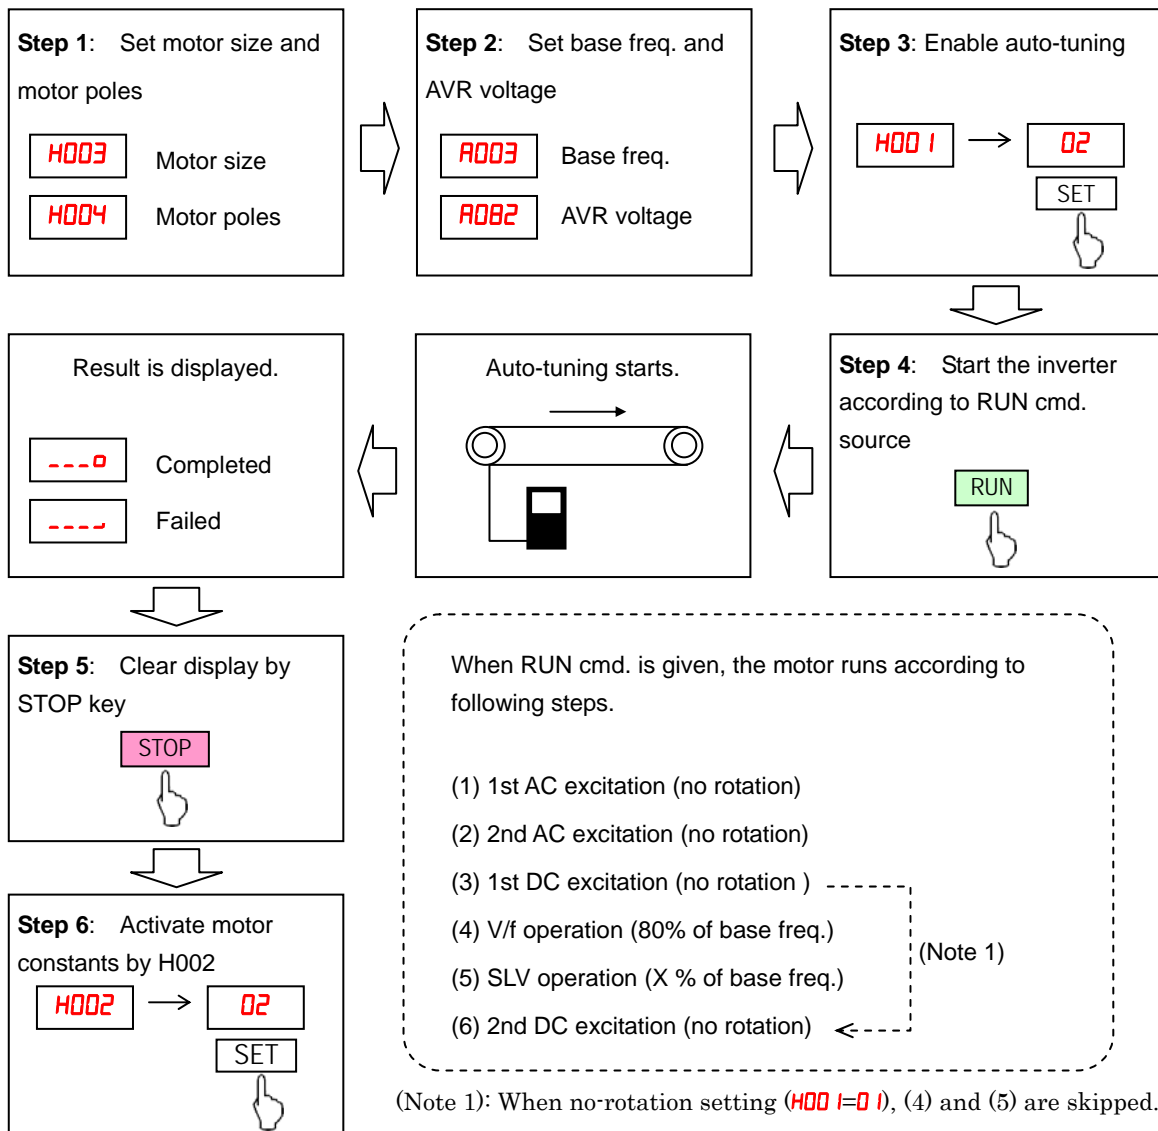 Step 1: Set motor size and
motor poles
H003 Motor size
H004 Motor poles
Step 2: Set base freq. and
AVR voltage
A003 Base freq.
A082 AVR voltage
Step 3: Enable auto-tuning
H001 → 02
SET
Step 4: Start the inverter
according to RUN cmd.
source
RUN
Auto-tuning starts.
Result is displayed.
Completed
Failed
Step 5: Clear display by
STOP key
STOP
Step 6: Activate motor
constants by H002
H002 → 02
SET
When RUN cmd. is given, the motor runs according to
following steps.
(1) 1st AC excitation (no rotation)
(2) 2nd AC excitation (no rotation)
(3) 1st DC excitation (no rotation )
(4) V/f operation (80% of base freq.)
(5) SLV operation (X % of base freq.)
(6) 2nd DC excitation (no rotation)
(Note 1)
(Note 1): When no-rotation setting (H001=01), (4) and (5) are skipped.